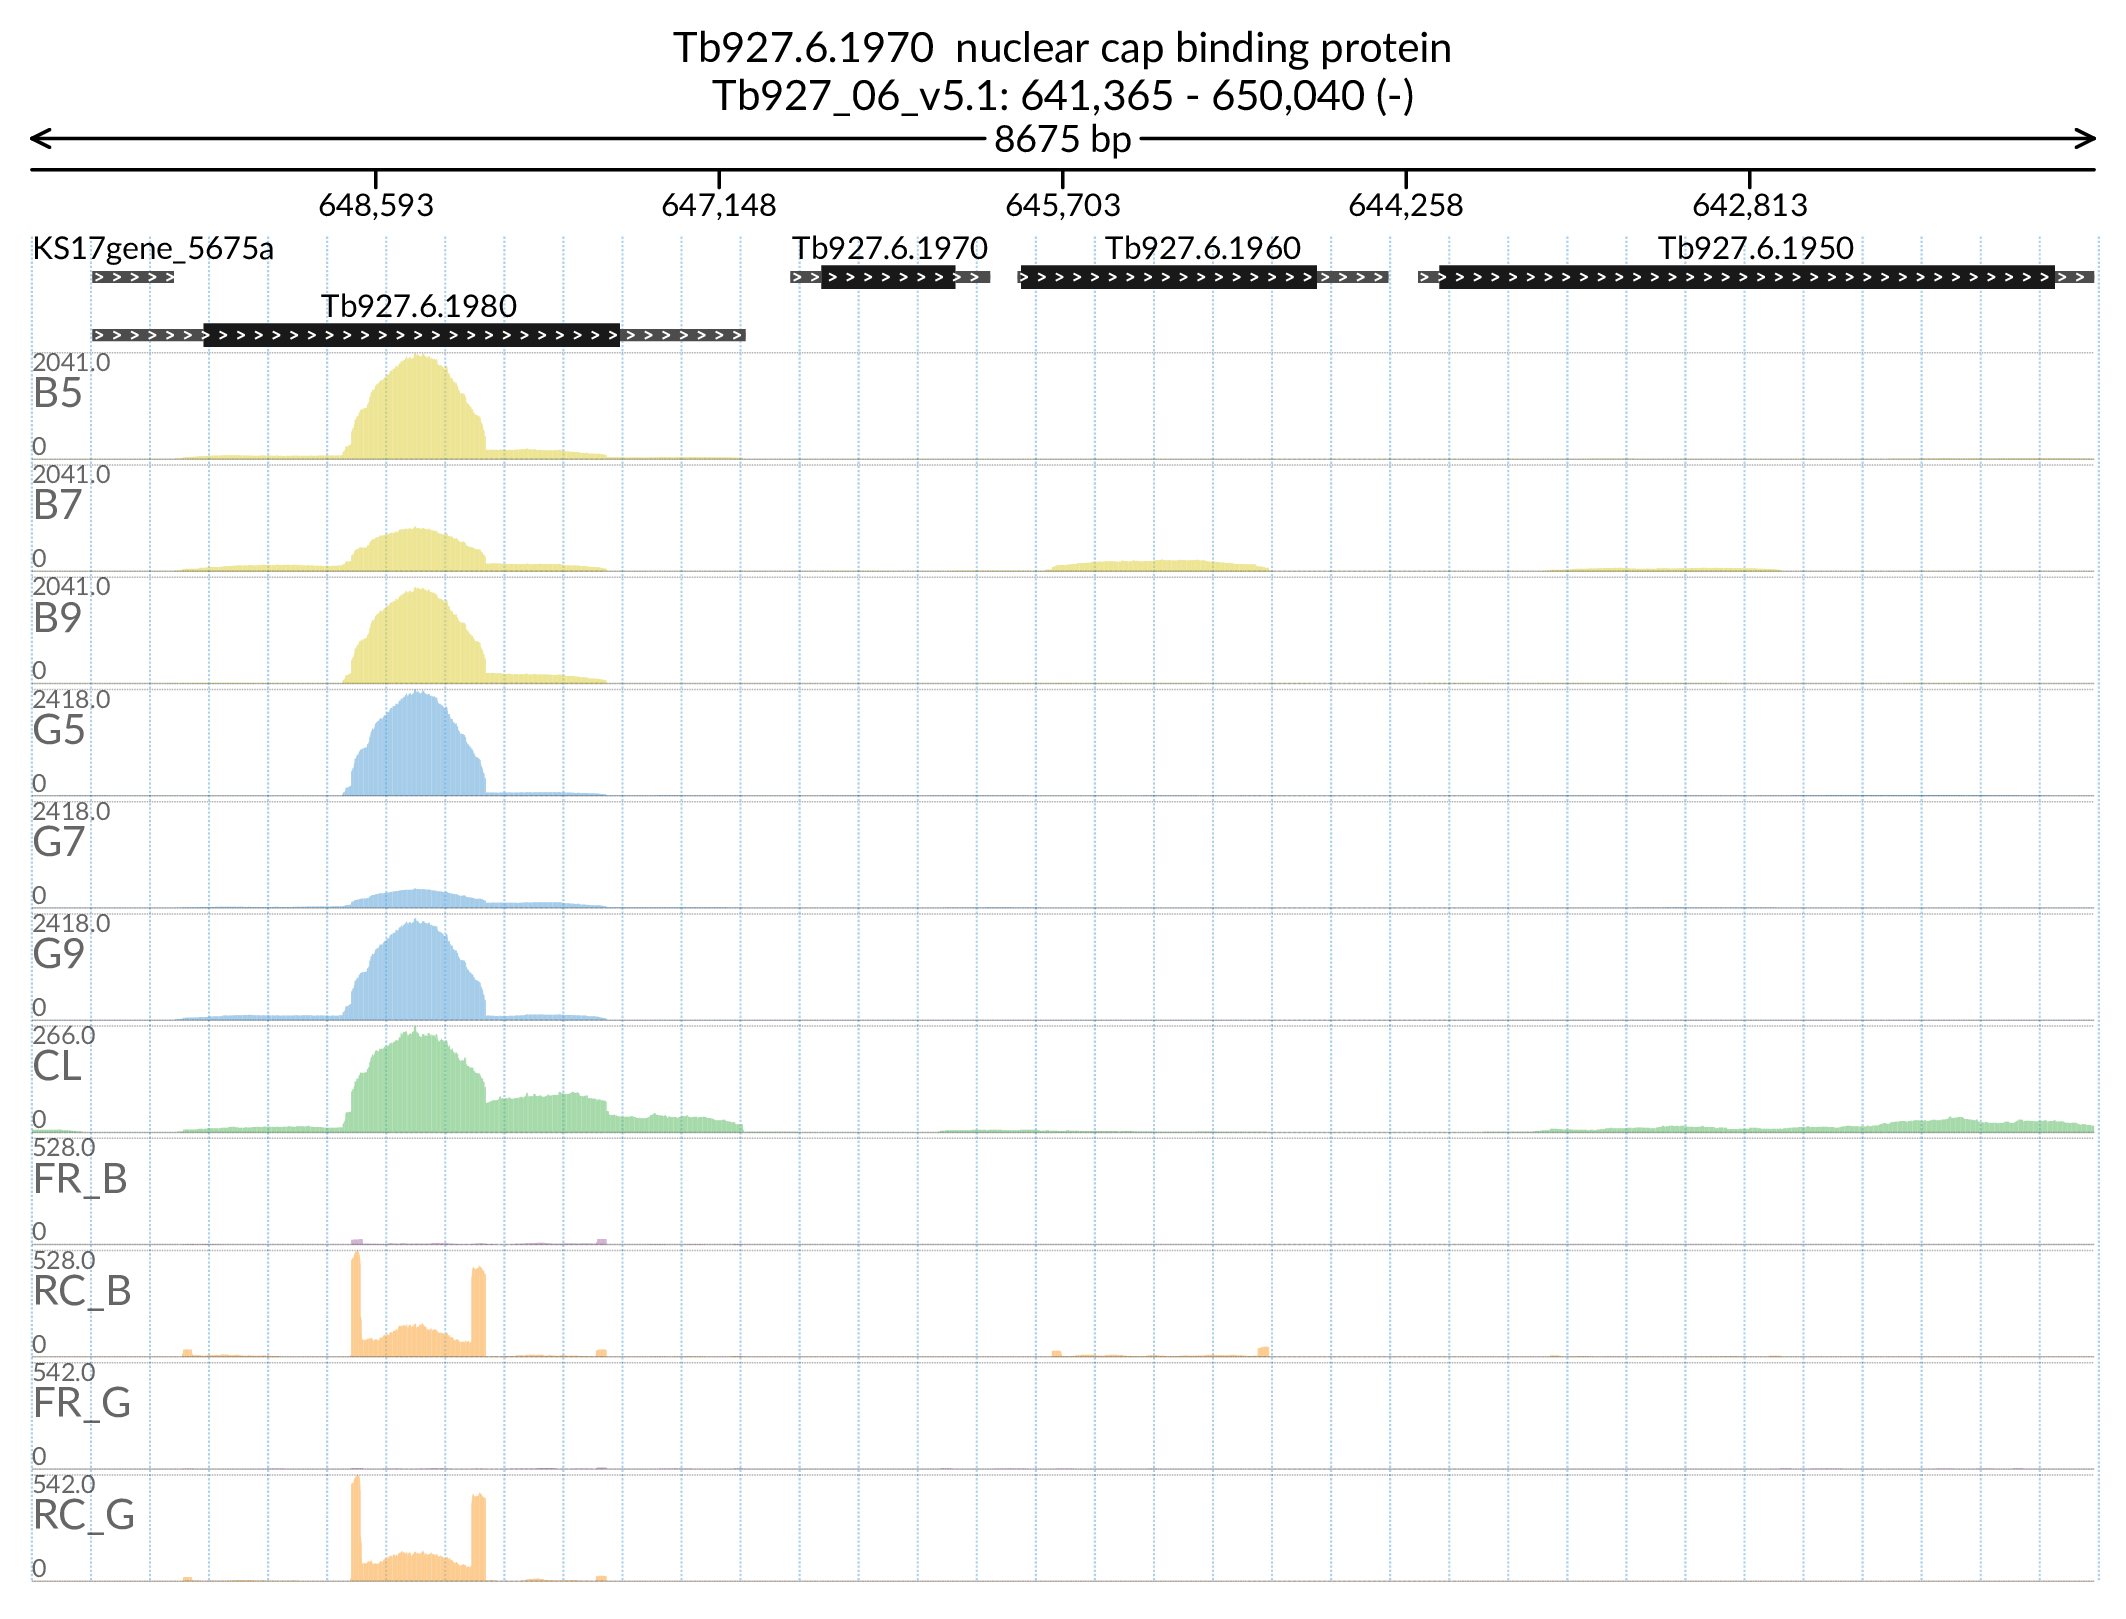 Tb927.6.1970  nuclear cap binding protein
Tb927_06_v5.1: 641,365 - 650,040 (-)
8675 bp
648,593 647,148 645,703 644,258 642,813
KS17gene_5675a Tb927.6.1970 Tb927.6.1960 Tb927.6.1950
Tb927.6.1980
2041.0
B5
0
2041.0
B7
0
2041.0
B9
0
2418.0
G5
0
2418.0
G7
0
2418.0
G9
0
266.0
CL
0
528.0
FR_B
0
528.0
RC_B
0
542.0
FR_G
0
542.0
RC_G
0